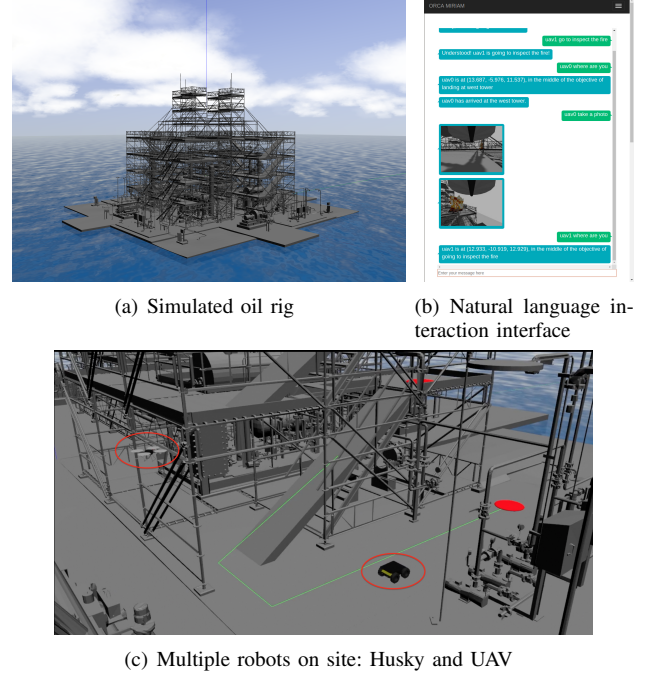 ORCA MIRIAM
uav1 go to inspect the fire
Understood! uav1 is going to inspect the fire!
uav0 where are you
uav0 is at (13.687, -5.976, 11.537), in the middle of the objective of
landing at west tower
uav0 has arrived at the west tower.
uav0 take a photo
uav1 where are you
uav1 is at (12.933, -10.919, 12.929), in the middle of the objective of
going to inspect the fire
Enter your message here
(a) Simulated oil rig
(b) Natural language in-
teraction interface
(c) Multiple robots on site: Husky and UAV